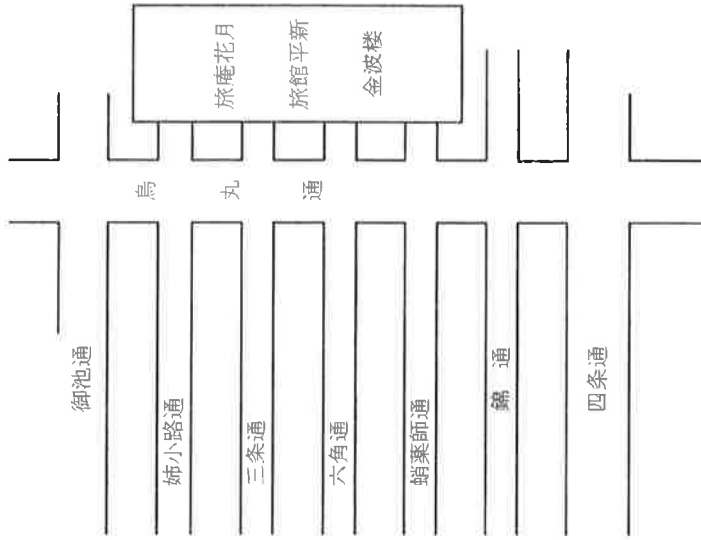 旅庵花月
旅館平新
金波楼
烏丸通
御池通
姉小路通
三条通
六角通
蛸薬師通
錦通
四条通